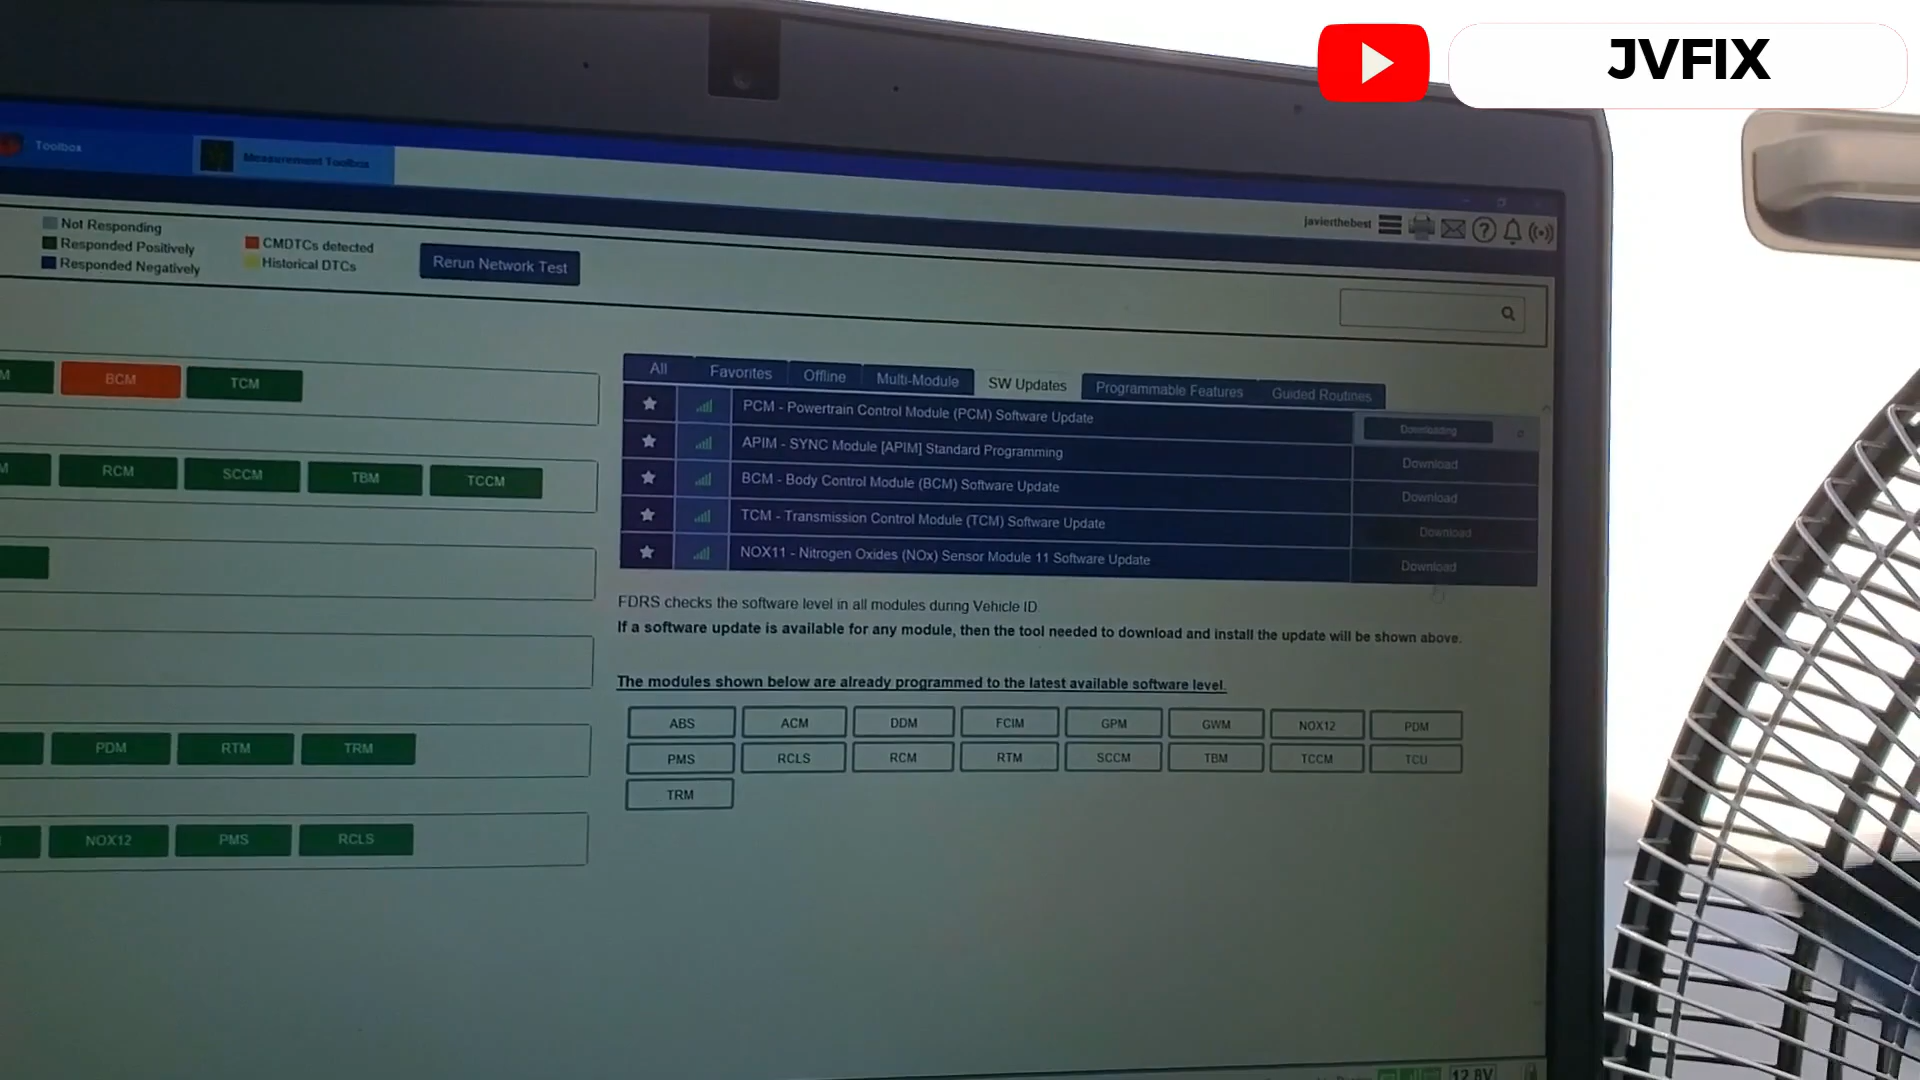 JVFIX
Toolbox
Measurement Toolbox
javierthebest
Not Responding
Responded Positively
Responded Negatively
CMDTCs detected
Historical DTCs
Rerun Network Test
BCM
TCM
RCM
SCCM
TBM
TCCM
PDM
RTM
TRM
NOX12
PMS
RCLS
All
Favorites
Offline
Multi-Module
SW Updates
Programmable Features
Guided Routines
PCM - Powertrain Control Module (PCM) Software Update
Downloading
APIM - SYNC Module [APIM] Standard Programming
Download
BCM - Body Control Module (BCM) Software Update
Download
TCM - Transmission Control Module (TCM) Software Update
Download
NOX11 - Nitrogen Oxides (NOx) Sensor Module 11 Software Update
Download
FDRS checks the software level in all modules during Vehicle ID
If a software update is available for any module, then the tool needed to download and install the update will be shown above.
The modules shown below are already programmed to the latest available software level.
ABS ACM DDM FCIM GPM GWM NOX12 PDM
PMS RCLS RCM RTM SCCM TBM TCCM TCU
TRM
12.8V